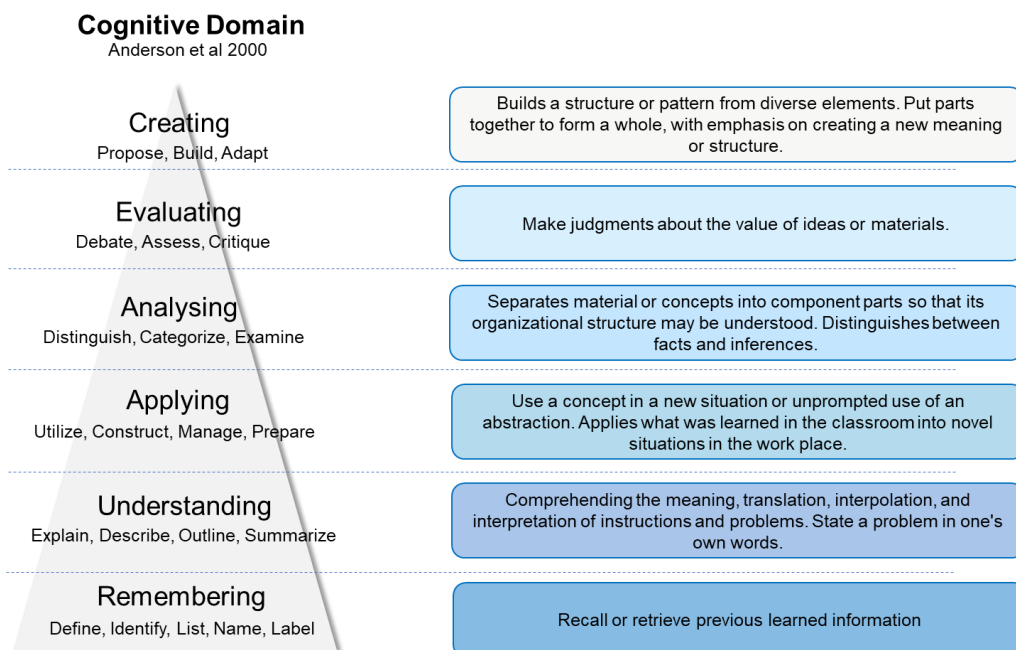 Cognitive Domain
Anderson et al 2000
Creating
Propose, Build, Adapt
Builds a structure or pattern from diverse elements. Put parts
together to form a whole, with emphasis on creating a new meaning
or structure.
Evaluating
Debate, Assess, Critique
Make judgments about the value of ideas or materials.
Analysing
Distinguish, Categorize, Examine
Separates material or concepts into component parts so that its
organizational structure may be understood. Distinguishes between
facts and inferences.
Applying
Utilize, Construct, Manage, Prepare
Use a concept in a new situation or unprompted use of an
abstraction. Applies what was learned in the classroom into novel
situations in the work place.
Understanding
Explain, Describe, Outline, Summarize
Comprehending the meaning, translation, interpolation, and
interpretation of instructions and problems. State a problem in one's
own words.
Remembering
Define, Identify, List, Name, Label
Recall or retrieve previous learned information